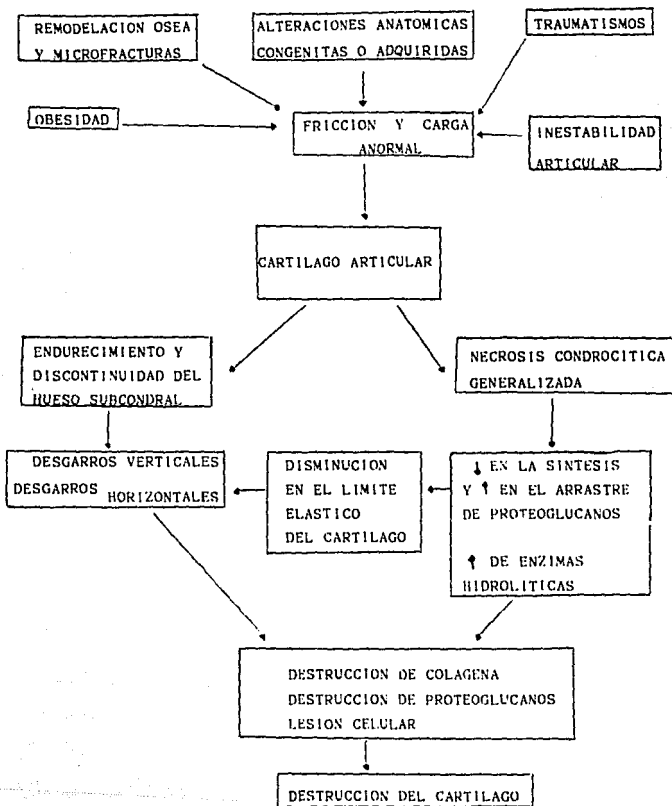 REMODELACION OSEA
Y MICROFRACTURAS
ALTERACIONES ANATOMICAS
CONGENITAS O ADQUIRIDAS
TRAUMATISMOS
OBESIDAD
FRICCION Y CARGA
ANORMAL
INESTABILIDAD
ARTICULAR
CARTILAGO ARTICULAR
ENDURECIMIENTO Y
DISCONTINUIDAD DEL
HUESO SUBCONDRAL
NECROSIS CONDROCITICA
GENERALIZADA
DESGARROS VERTICALES
DESGARROS HORIZONTALES
DISMINUCION
EN EL LIMITE
ELASTICO
DEL CARTILAGO
↓ EN LA SINTESIS
Y ↑ EN EL ARRASTRE
DE PROTEOGLUCANOS
↑ DE ENZIMAS
HIDROLITICAS
DESTRUCCION DE COLAGENA
DESTRUCCION DE PROTEOGLUCANOS
LESION CELULAR
DESTRUCCION DEL CARTILAGO